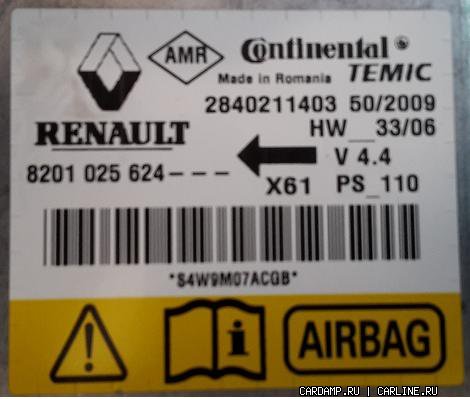 AMR Continental
Made in Romania TEMIC
2840211403 50/2009
RENAULT HW__33/06
8201 025 624--- V 4.4
X61 PS_110
*S4W9M07ACGB*
i AIRBAG
CARDAMP.RU | CARLINE.RU